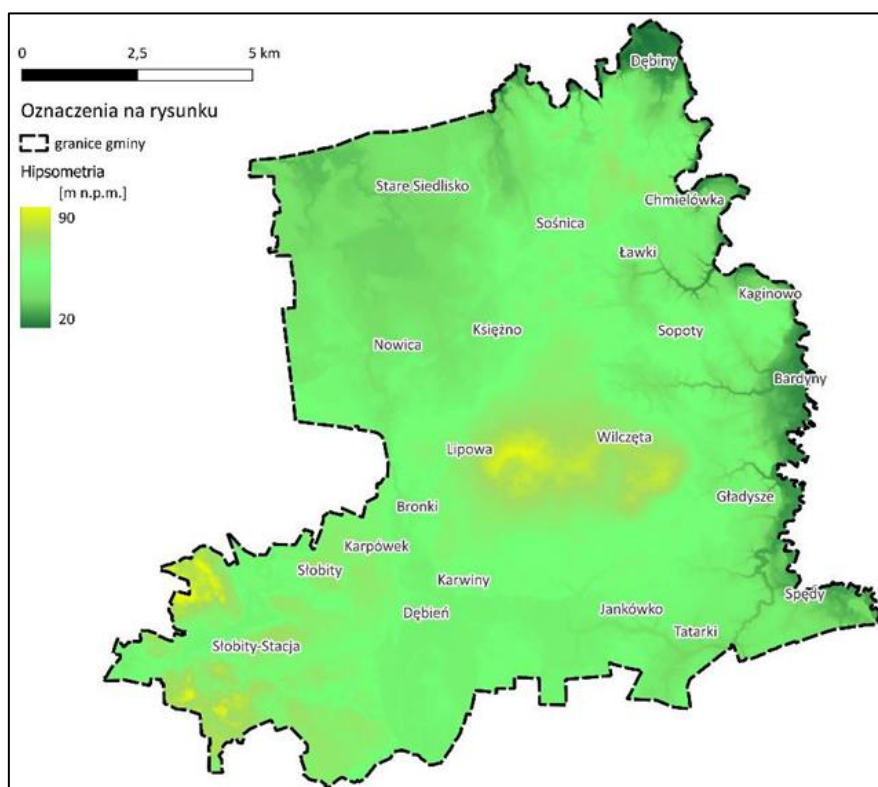 0 2,5 5 km
Oznaczenia na rysunku
granice gminy
Hipsometria
[m n.p.m.]
90
20
Dębiny
Stare Siedlisko
Chmielówka
Sośnica
Ławki
Kaginowo
Księżno
Sopoty
Nowica
Bardyny
Wilczęta
Lipowa
Gładysze
Bronki
Karpówek
Słobity
Karwiny
Spędy
Dębień
Jankówko
Tatarki
Słobity-Stacja